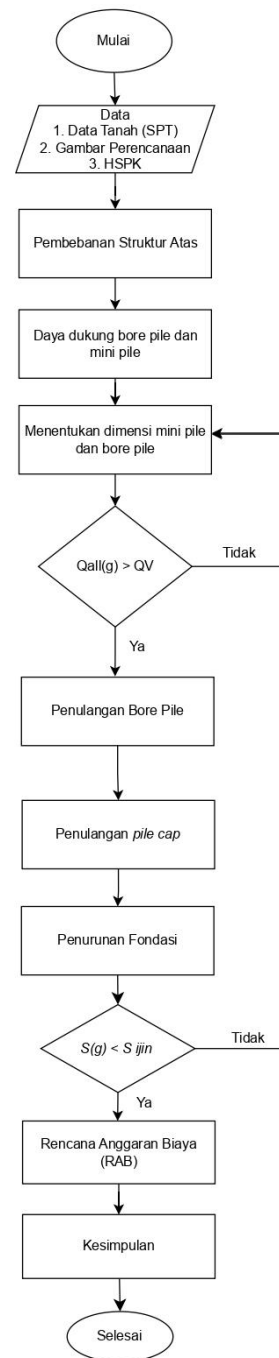 Mulai
Data
1. Data Tanah (SPT)
2. Gambar Perencanaan
3. HSPK
Pembebanan Struktur Atas
Daya dukung bore pile dan
mini pile
Menentukan dimensi mini pile
dan bore pile
Qall(g) > QV
Tidak
Ya
Penulangan Bore Pile
Penulangan pile cap
Penurunan Fondasi
S(g) < S ijin
Tidak
Ya
Rencana Anggaran Biaya
(RAB)
Kesimpulan
Selesai